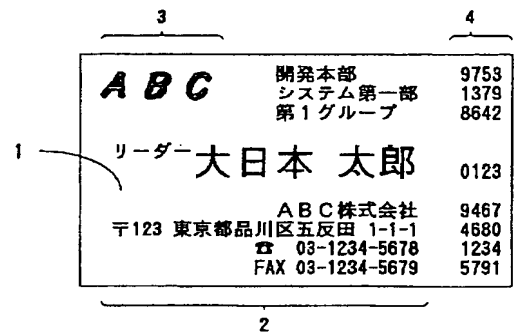 3 4
ABC 開発本部 9753
システム第一部 1379
第1グループ 8642
1 リーダー 大日本 太郎 0123
ABC株式会社 9467
〒123 東京都品川区五反田 1-1-1 4680
☎ 03-1234-5678 1234
FAX 03-1234-5679 5791
2